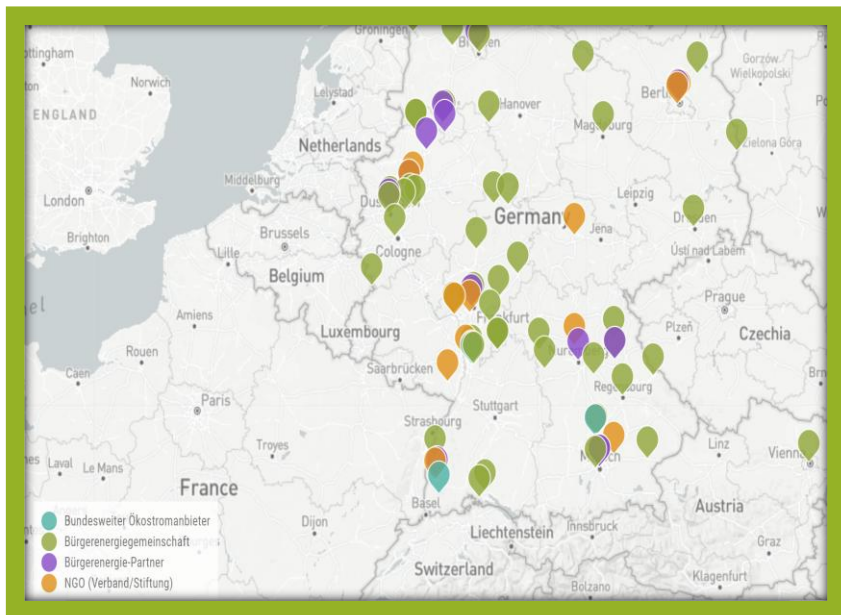 Groningen
Nottingham
Norwich
Lelystad
Hanover
Berlin
Gorzów
Wielkopolski
ENGLAND
Netherlands
Magdeburg
Zielona Góra
London
Middelburg
Leipzig
Germany
Dresden
Brighton
Brussels
Cologne
Jena
Ústí nad Labem
Lille
Belgium
Prague
Amiens
Frankfurt
Luxembourg
Plzeň
Czechia
Rouen
Caen
Saarbrücken
Regensburg
Paris
Stuttgart
Strasbourg
Troyes
Linz
Laval
Le Mans
France
Basel
Austria
Bundesweiter Ökostromanbieter
Dijon
Liechtenstein
Innsbruck
Bürgerenergiegemeinschaft
Graz
Bürgerenergie-Partner
Switzerland
Klagenfurt
NGO (Verband/Stiftung)
Bolzano